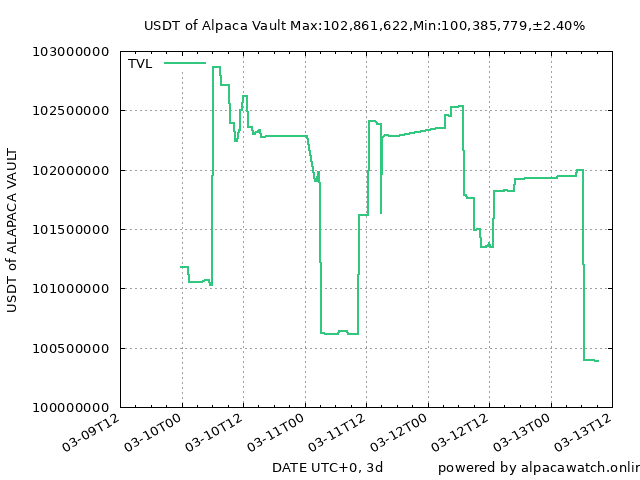 USDT of Alpaca Vault Max:102,861,622,Min:100,385,779,±2.40%
TVL
103000000
102500000
102000000
101500000
101000000
100500000
100000000
USDT of ALAPACA VAULT
03-09T12
03-10T00
03-10T12
03-11T00
03-11T12
03-12T00
03-12T12
03-13T00
03-13T12
DATE UTC+0, 3d
powered by alpacawatch.onlin